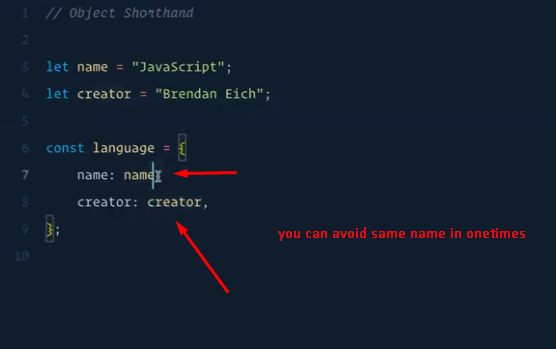 1 // Object Shorthand
2
3 let name = "JavaScript";
4 let creator = "Brendan Eich";
5
6 const language = {
7 name: name
8 creator: creator,
9 };
10
you can avoid same name in onetimes